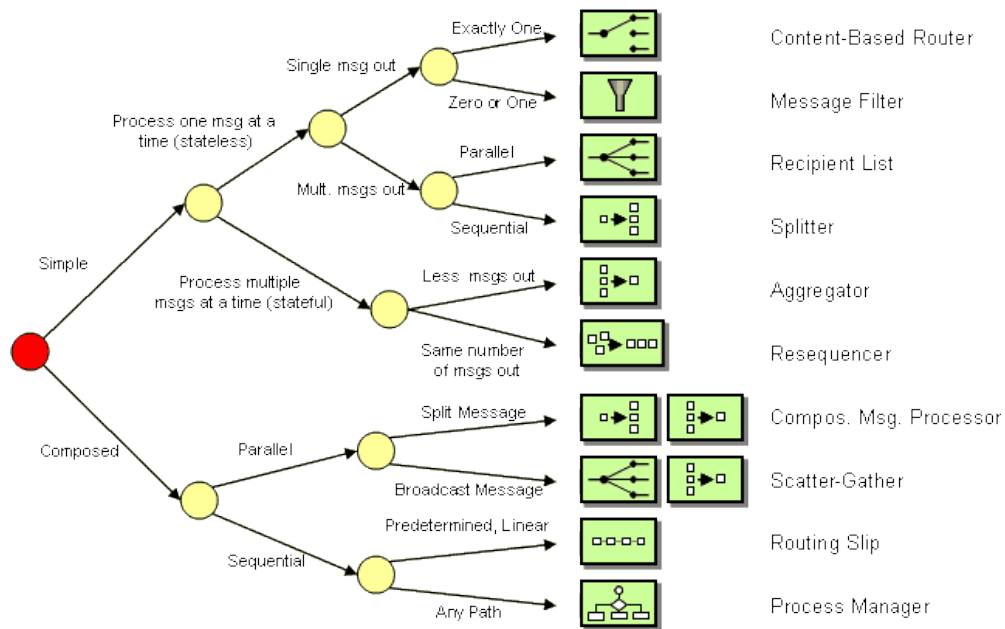 Exactly One
Content-Based Router
Single msg out
Zero or One
Message Filter
Process one msg at a
time (stateless)
Parallel
Recipient List
Mult. msgs out
Sequential
Splitter
Simple
Process multiple
msgs at a time (stateful)
Less msgs out
Aggregator
Same number
of msgs out
Resequencer
Composed
Parallel
Split Message
Compos. Msg. Processor
Broadcast Message
Scatter-Gather
Sequential
Predetermined, Linear
Routing Slip
Any Path
Process Manager